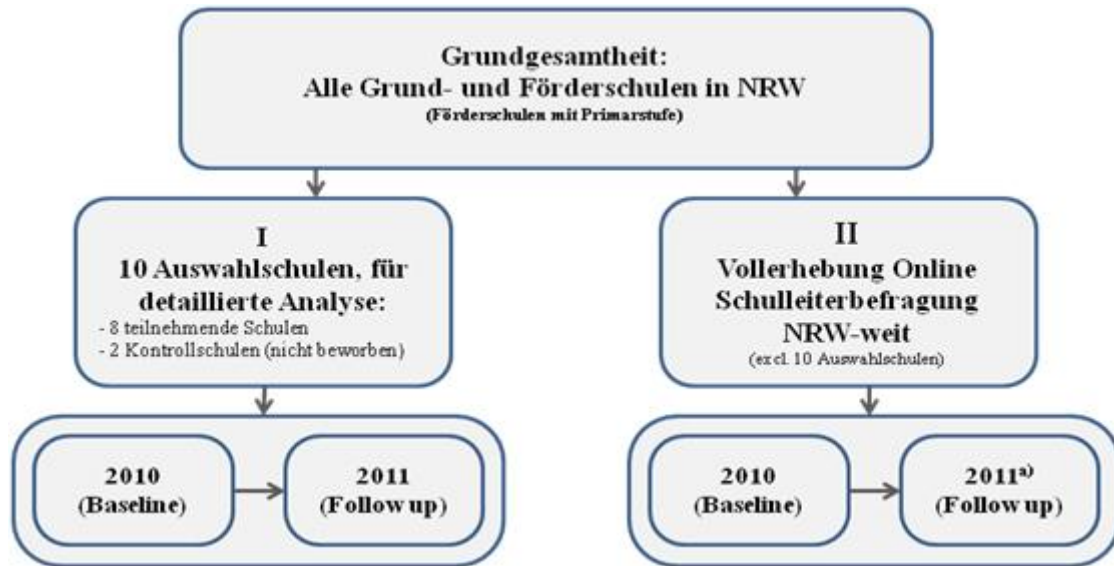 Grundgesamtheit:
Alle Grund- und Förderschulen in NRW
(Förderschulen mit Primarstufe)
I
10 Auswahlschulen, für
detaillierte Analyse:
- 8 teilnehmende Schulen
- 2 Kontrollschulen (nicht beworben)
II
Vollerhebung Online
Schulleiterbefragung
NRW-weit
(excl. 10 Auswahlschulen)
2010
(Baseline)
2011
(Follow up)
2010
(Baseline)
2011a)
(Follow up)